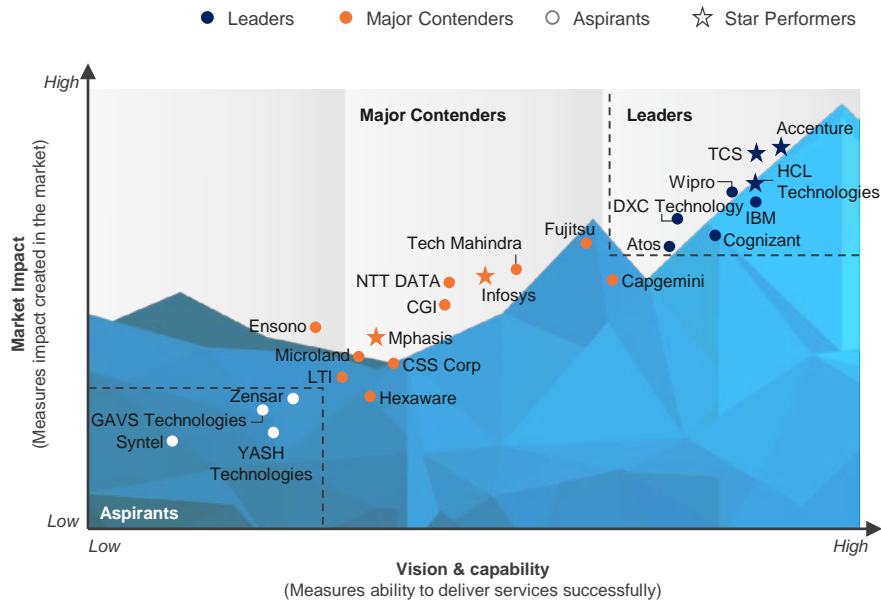 Leaders
Major Contenders
Aspirants
Star Performers
High
Major Contenders
Leaders
Accenture
TCS
HCL
Technologies
Wipro
DXC Technology
IBM
Fujitsu
Atos
Cognizant
Tech Mahindra
NTT DATA
Infosys
Capgemini
CGI
Ensono
Mphasis
Microland
CSS Corp
LTI
Hexaware
Zensar
GAVS Technologies
Syntel
YASH
Technologies
Aspirants
Market Impact
(Measures impact created in the market)
Low
Low
High
Vision & capability
(Measures ability to deliver services successfully)